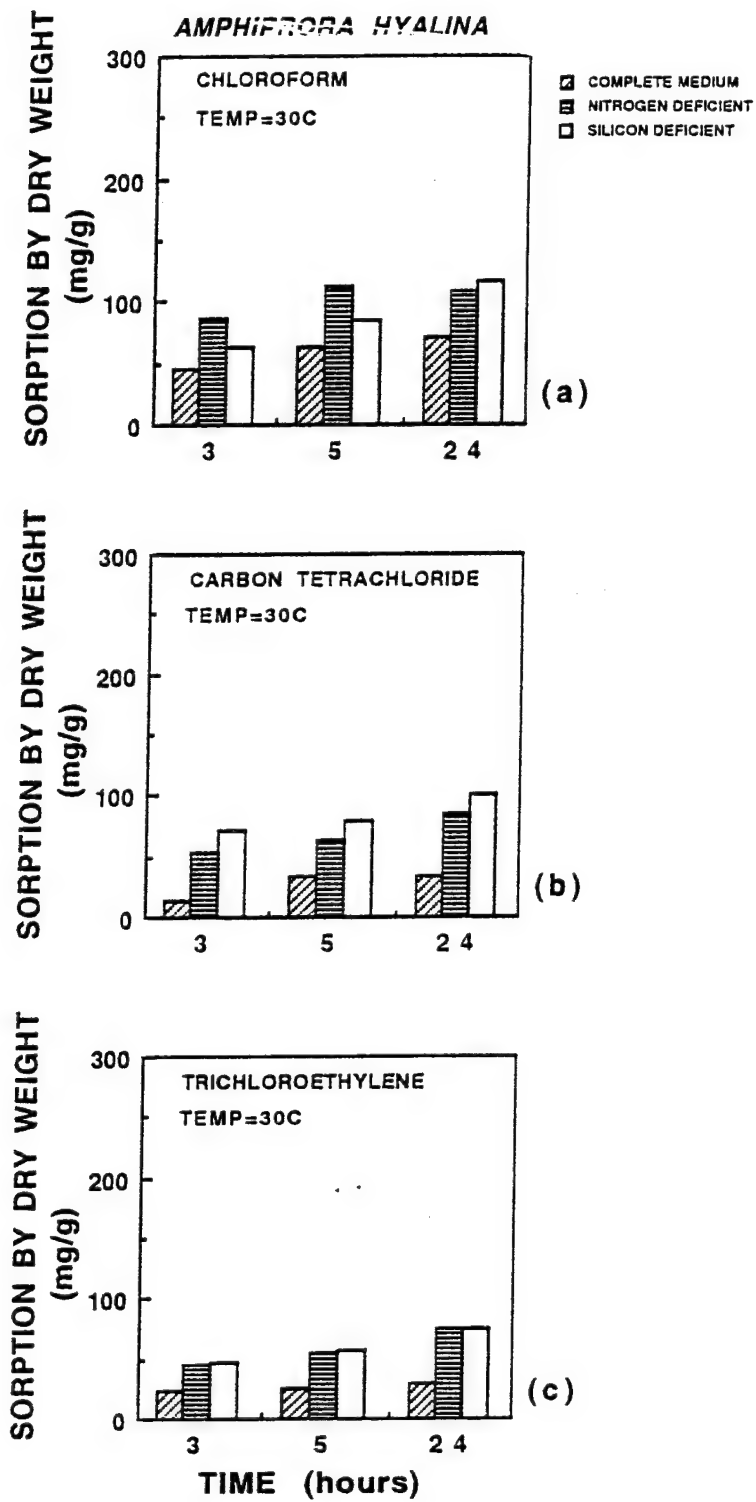 AMPHIPRORA HYALINA
300
200
100
0
SORPTION BY DRY WEIGHT
(mg/g)
CHLOROFORM
TEMP=30C
COMPLETE MEDIUM
NITROGEN DEFICIENT
SILICON DEFICIENT
3 5 2 4
(a)
300
200
100
0
SORPTION BY DRY WEIGHT
(mg/g)
CARBON TETRACHLORIDE
TEMP=30C
3 5 2 4
(b)
300
200
100
0
SORPTION BY DRY WEIGHT
(mg/g)
TRICHLOROETHYLENE
TEMP=30C
3 5 2 4
(c)
TIME (hours)